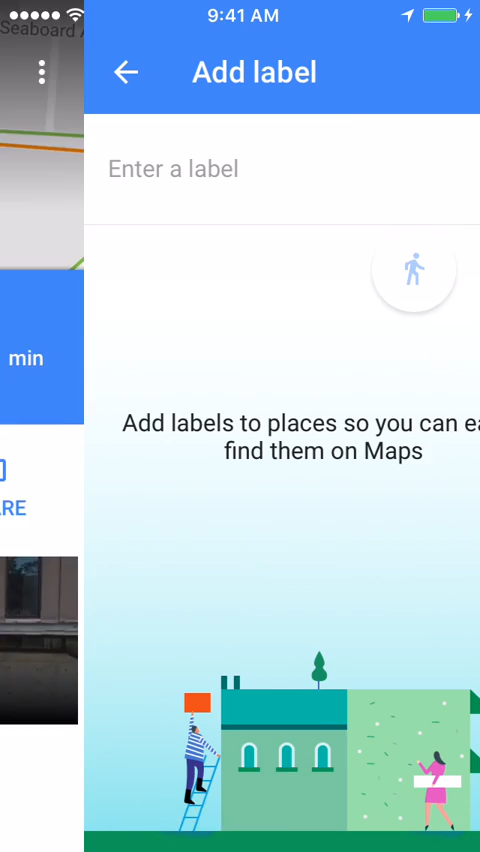 9:41 AM
Seaboard
Add label
Enter a label
min
Add labels to places so you can ea
find them on Maps
ARE